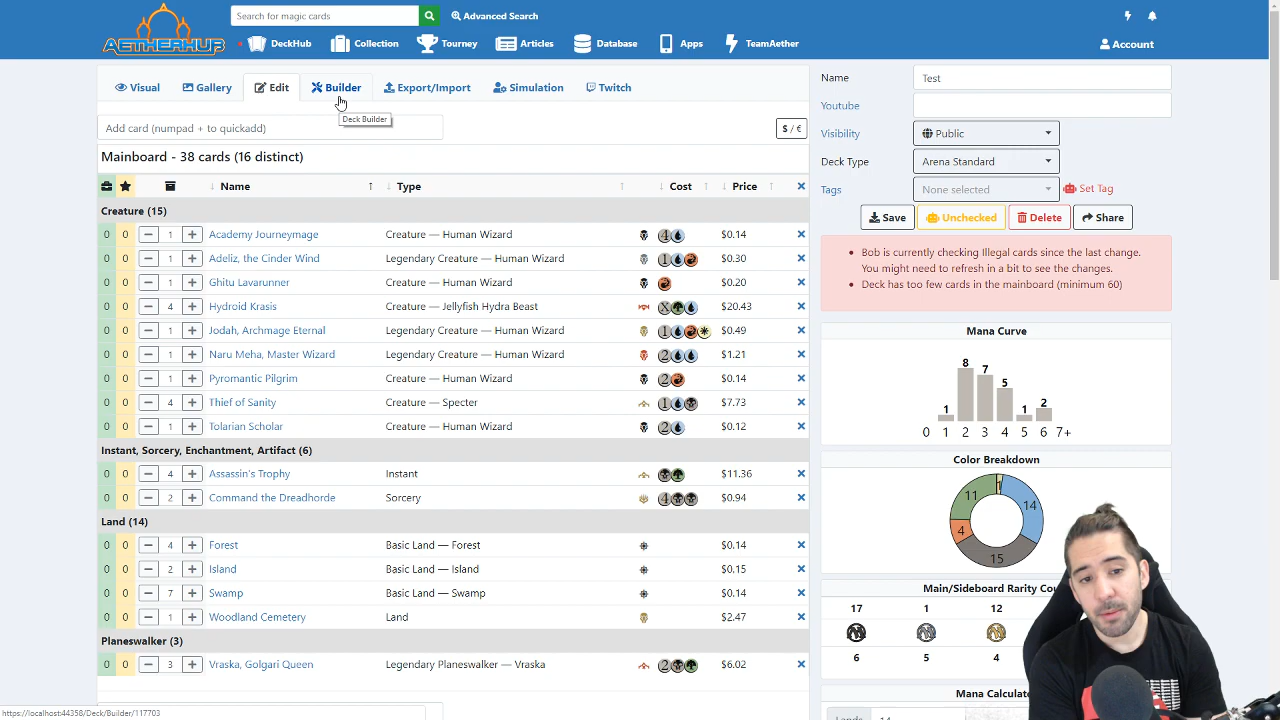 AETHERHUB
Search for magic cards
Advanced Search
DeckHub
Collection
Tourney
Articles
Database
Apps
TeamAether
Account
Visual
Gallery
Edit
Builder
Export/Import
Simulation
Twitch
Deck Builder
Add card (numpad + to quickadd)
$ / €
Mainboard - 38 cards (16 distinct)
Name Type Cost Price
Creature (15)
0 0 1 Academy Journeymage Creature — Human Wizard 4 $0.14
0 0 1 Adeliz, the Cinder Wind Legendary Creature — Human Wizard 1 $0.30
0 0 1 Ghitu Lavarunner Creature — Human Wizard $0.20
0 0 4 Hydroid Krasis Creature — Jellyfish Hydra Beast X $20.43
0 0 1 Jodah, Archmage Eternal Legendary Creature — Human Wizard 1 $0.49
0 0 1 Naru Meha, Master Wizard Legendary Creature — Human Wizard 2 $1.21
0 0 1 Pyromantic Pilgrim Creature — Human Wizard 2 $0.14
0 0 4 Thief of Sanity Creature — Specter 1 $7.73
0 0 1 Tolarian Scholar Creature — Human Wizard 2 $0.12
Instant, Sorcery, Enchantment, Artifact (6)
0 0 4 Assassin's Trophy Instant $11.36
0 0 2 Command the Dreadhorde Sorcery 4 $0.94
Land (14)
0 0 4 Forest Basic Land — Forest $0.14
0 0 2 Island Basic Land — Island $0.15
0 0 7 Swamp Basic Land — Swamp $0.14
0 0 1 Woodland Cemetery Land $2.47
Planeswalker (3)
0 0 3 Vraska, Golgari Queen Legendary Planeswalker — Vraska 2 $6.02
https://localhost:44358/Deck/Builder/117703
Name Test
Youtube
Visibility Public
Deck Type Arena Standard
Tags None selected Set Tag
Save Unchecked Delete Share
Bob is currently checking Illegal cards since the last change.
You might need to refresh in a bit to see the changes.
Deck has too few cards in the mainboard (minimum 60)
Mana Curve
1 8 7 5 1 2
0 1 2 3 4 5 6 7+
Color Breakdown
1
11 14
4
15
Main/Sideboard Rarity Cou
17 1 12
6 5 4
Mana Calculat
Lands 14